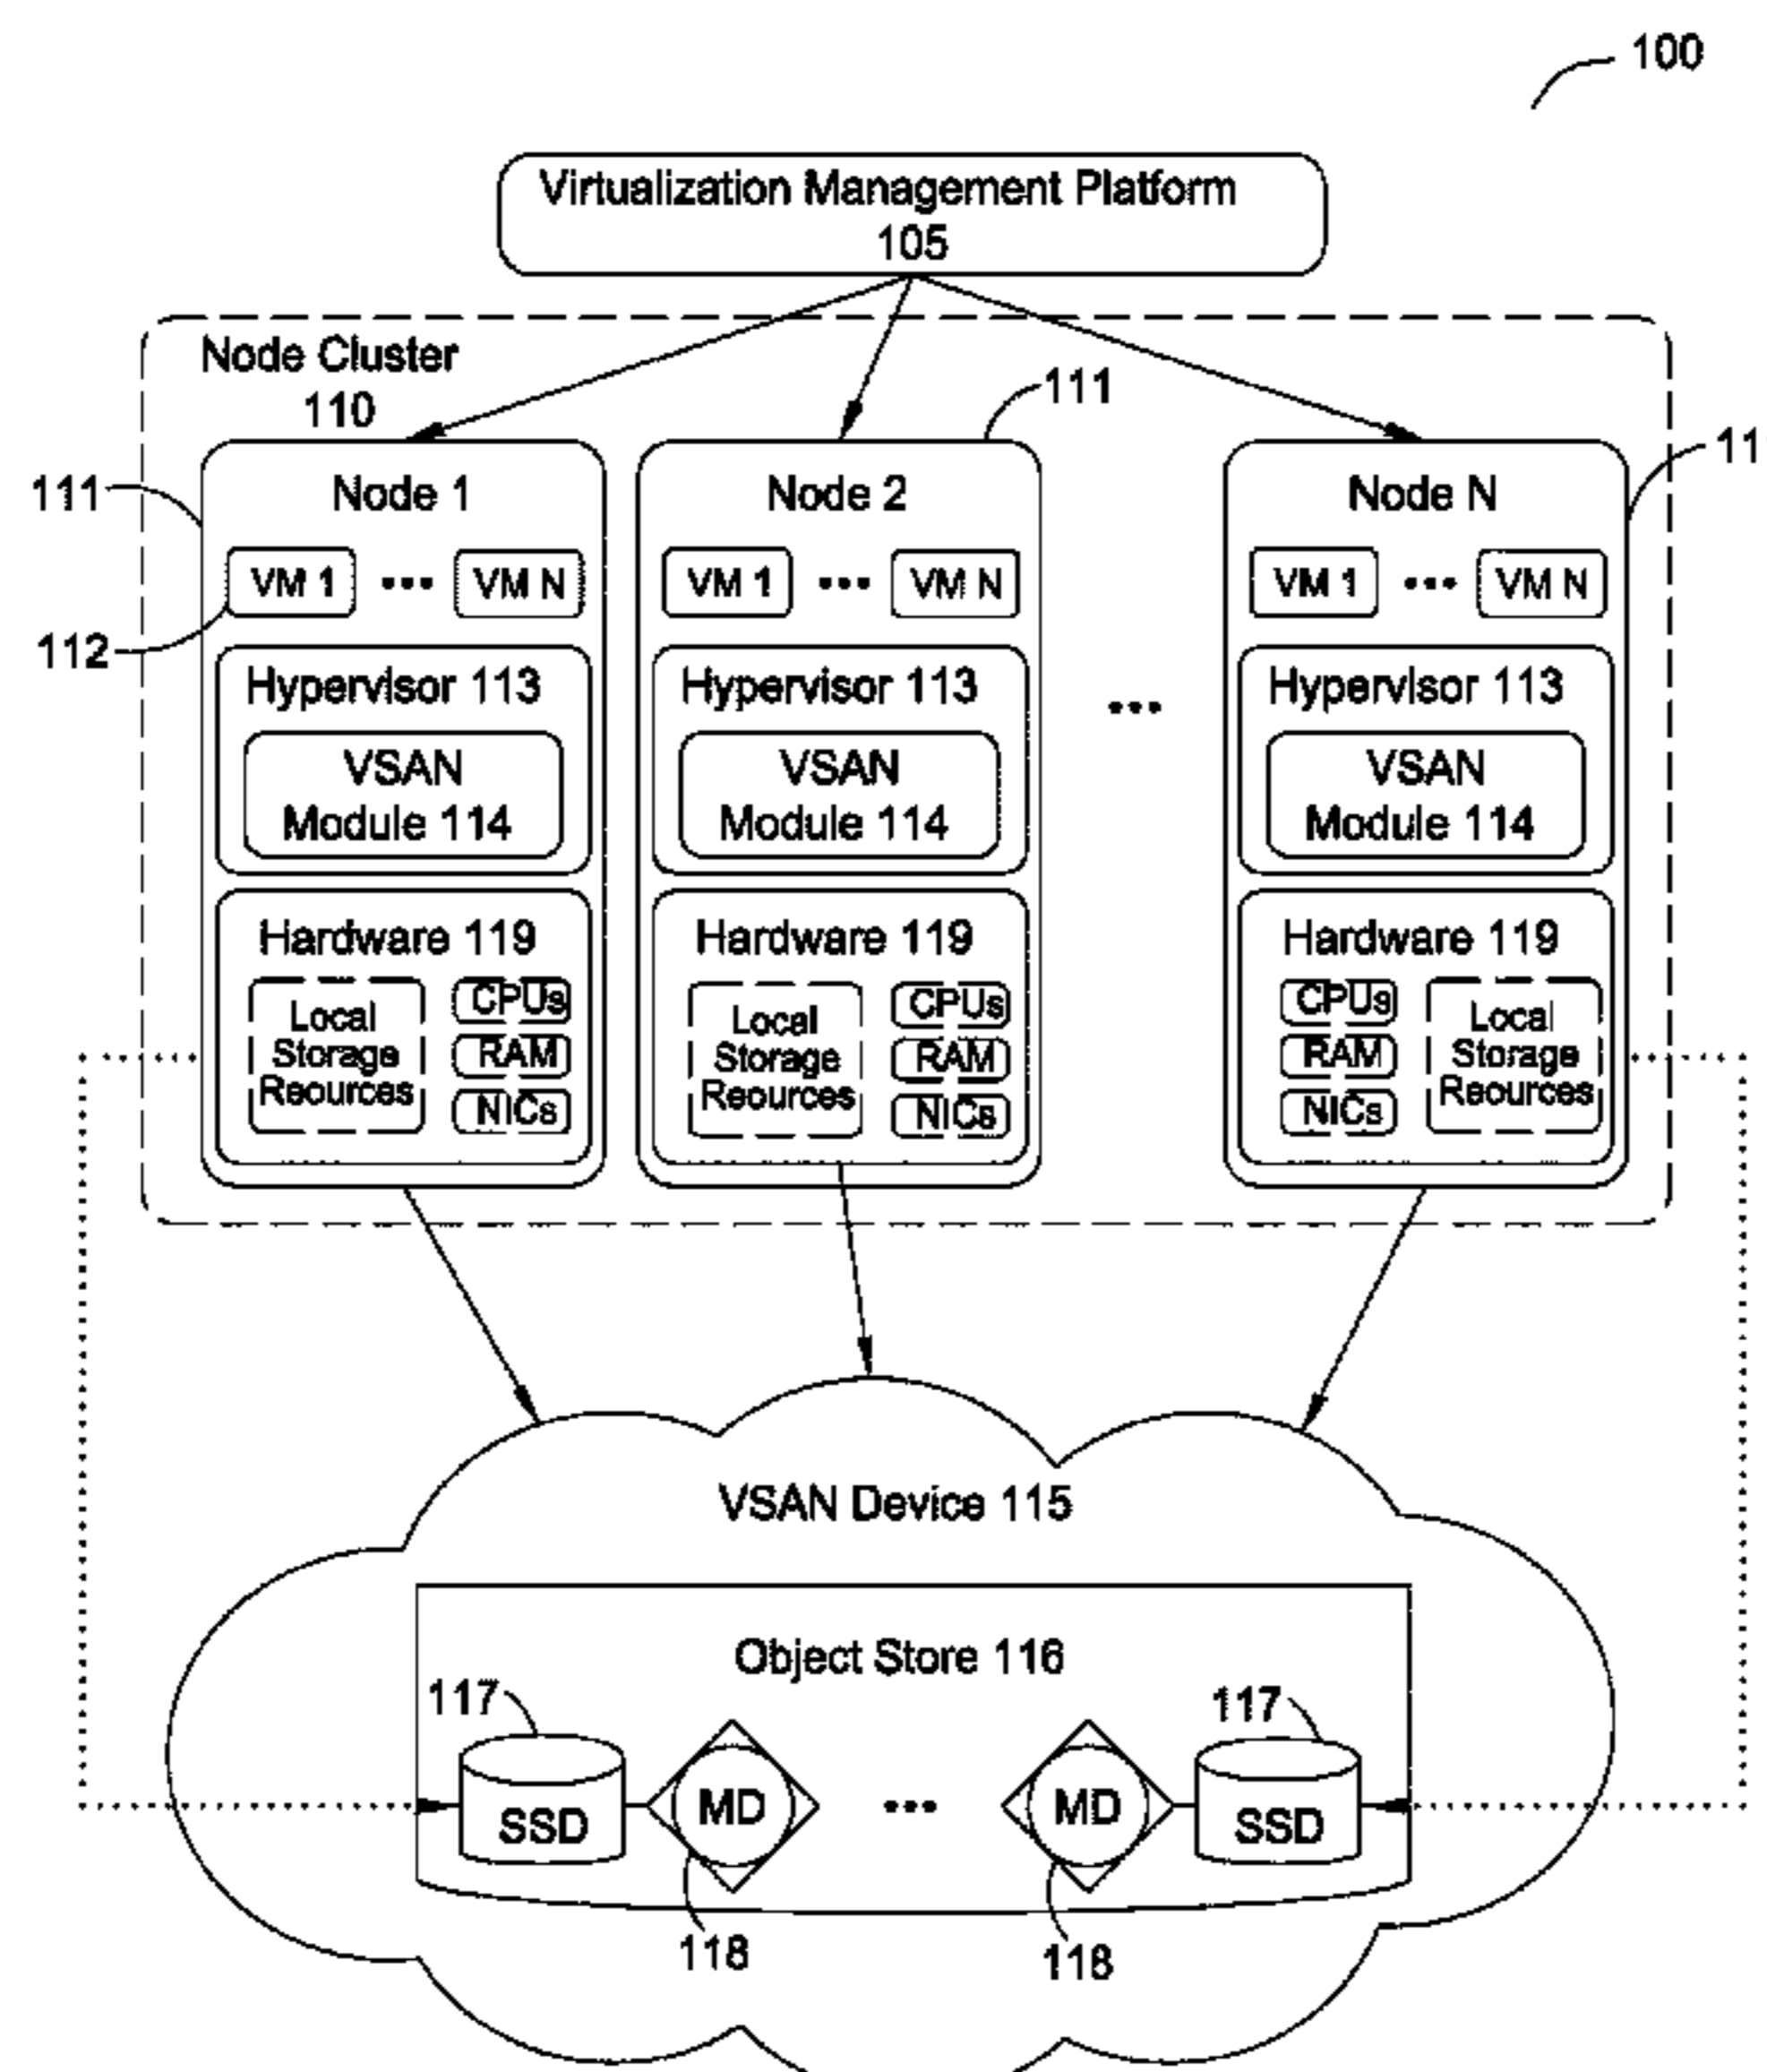 100
Virtualization Management Platform
105
Node Cluster
110
111
111
11
Node 1
VM 1 ••• VM N
112
Hypervisor 113
VSAN
Module 114
Hardware 119
Local
Storage
Reources
CPUs
RAM
NICs
Node 2
VM 1 ••• VM N
Hypervisor 113
VSAN
Module 114
Hardware 119
Local
Storage
Reources
CPUs
RAM
NICs
•••
Node N
VM 1 ••• VM N
Hypervisor 113
VSAN
Module 114
Hardware 119
CPUs
RAM
NICs
Local
Storage
Reources
VSAN Device 115
Object Store 116
117
117
SSD
MD
•••
MD
SSD
118
118